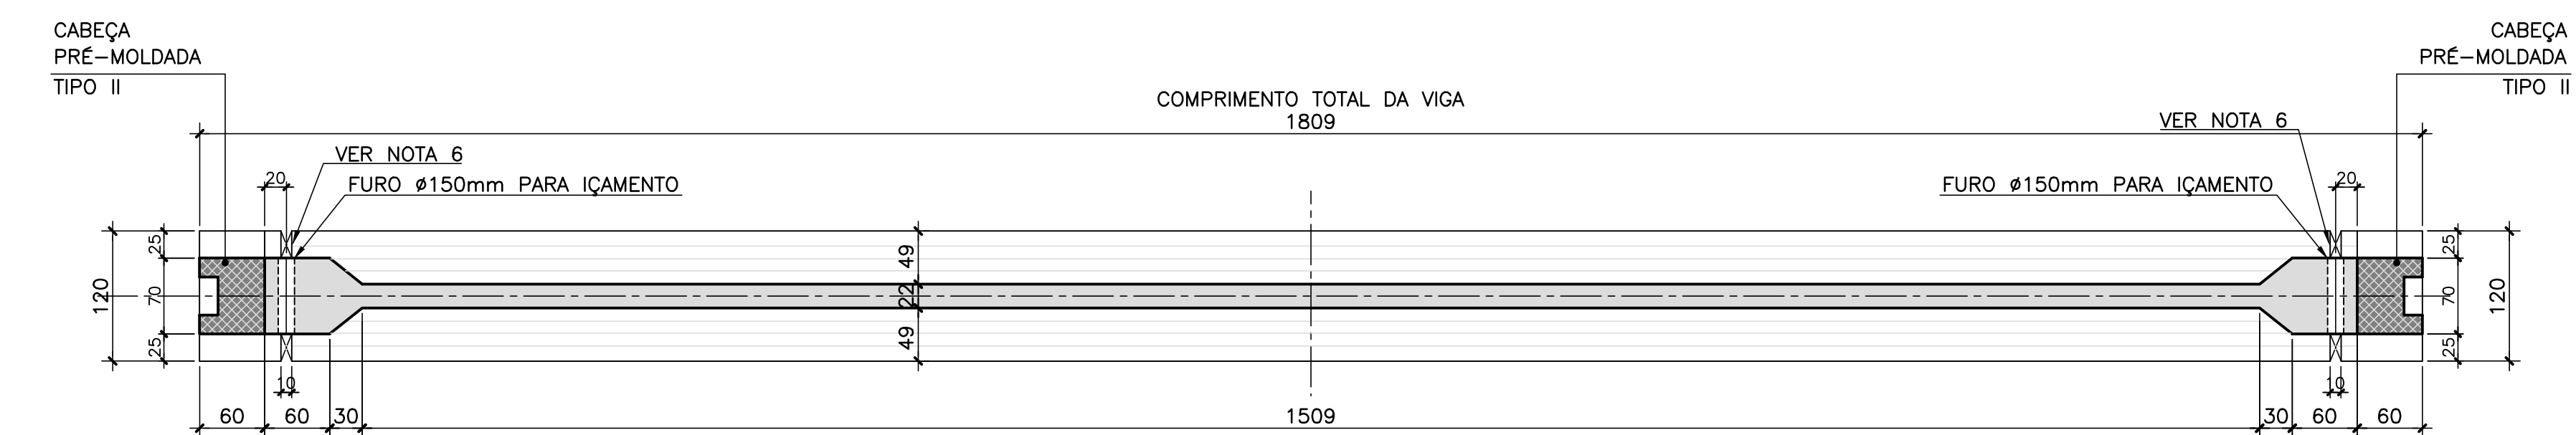 CABEÇA
PRÉ-MOLDADA
TIPO II
CABEÇA
PRÉ-MOLDADA
TIPO II
COMPRIMENTO TOTAL DA VIGA
1809
VER NOTA 6
VER NOTA 6
20
FURO ø150mm PARA IÇAMENTO
FURO ø150mm PARA IÇAMENTO
20
120
25
70
25
49
22
49
25
70
25
120
10
10
60
60
30
1509
30
60
60